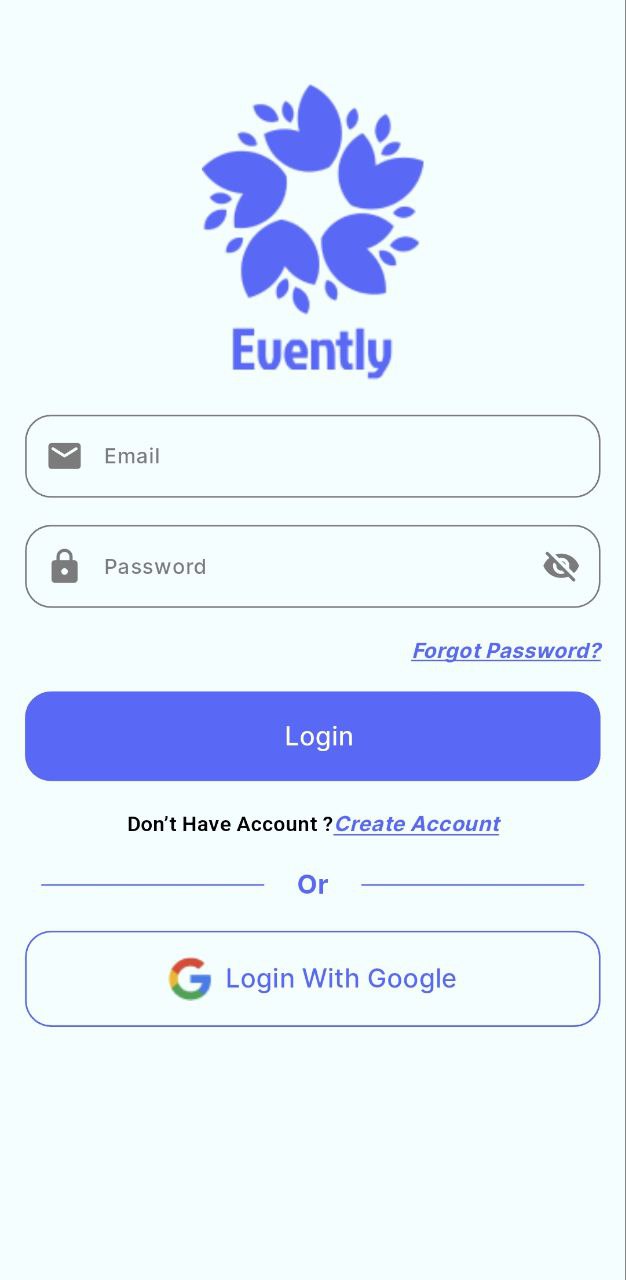 Evently
Email
Password
Forgot Password?
Login
Don’t Have Account ?Create Account
Or
Login With Google